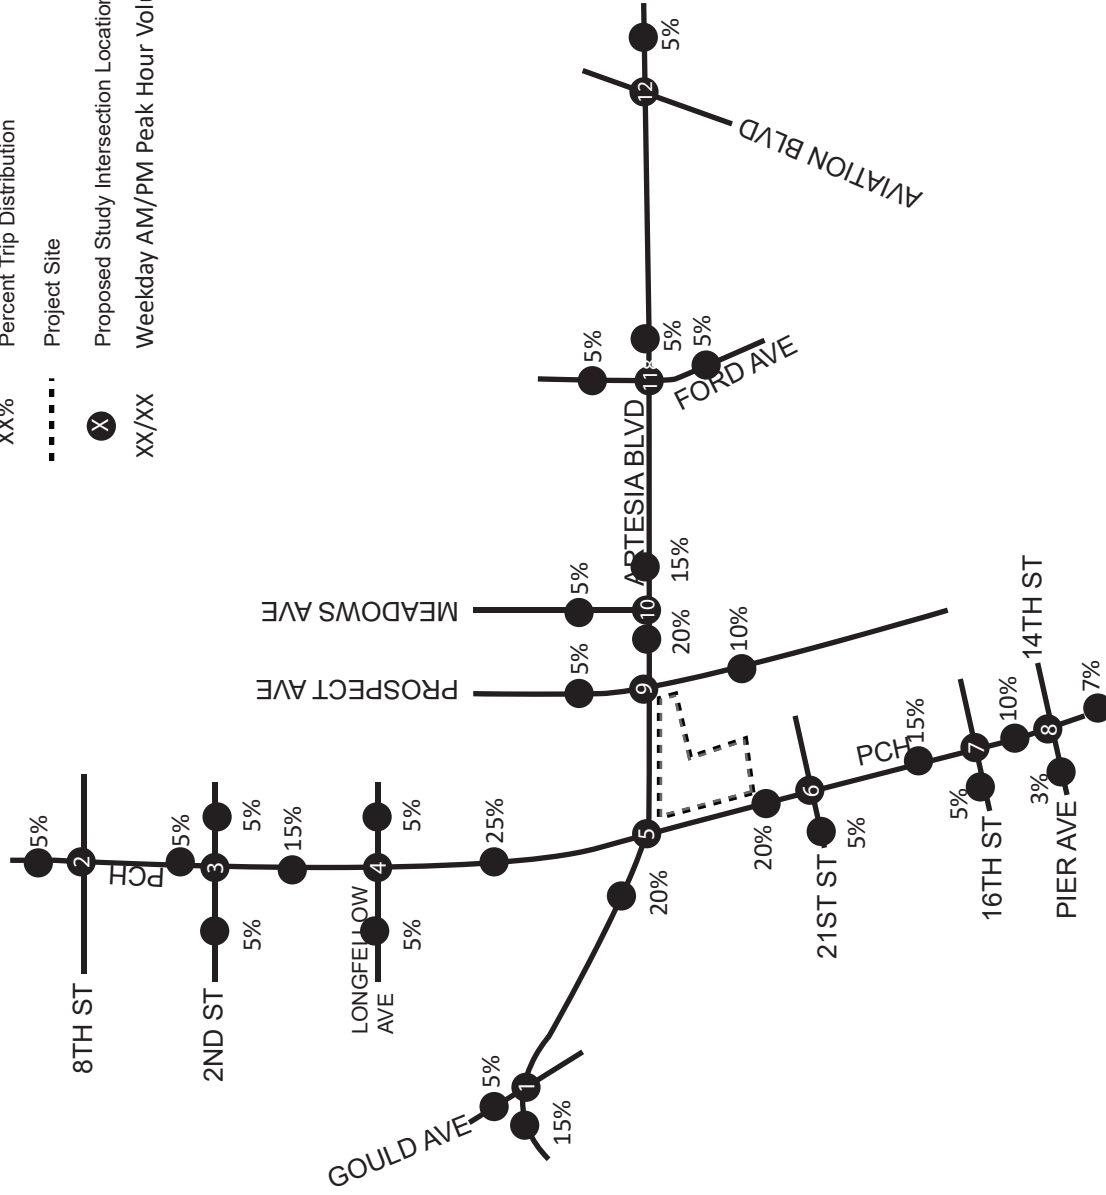 XX%
Percent Trip Distribution
Project Site
X
Proposed Study Intersection Location
XX/XX
Weekday AM/PM Peak Hour Volu
5%
12
AVIATION BLVD
5%
5%
5%
11
FORD AVE
ARTESIA BLVD
15%
MEADOWS AVE
5%
10
20%
PROSPECT AVE
5%
9
10%
5%
2
PCH
8TH ST
5%
3
5%
5%
2ND ST
15%
4
5%
5%
LONGFELLOW
AVE
25%
5
20%
20%
6
5%
21ST ST
PCH
15%
7
5%
16TH ST
10%
14TH ST
8
3%
PIER AVE
7%
GOULD AVE
5%
1
15%